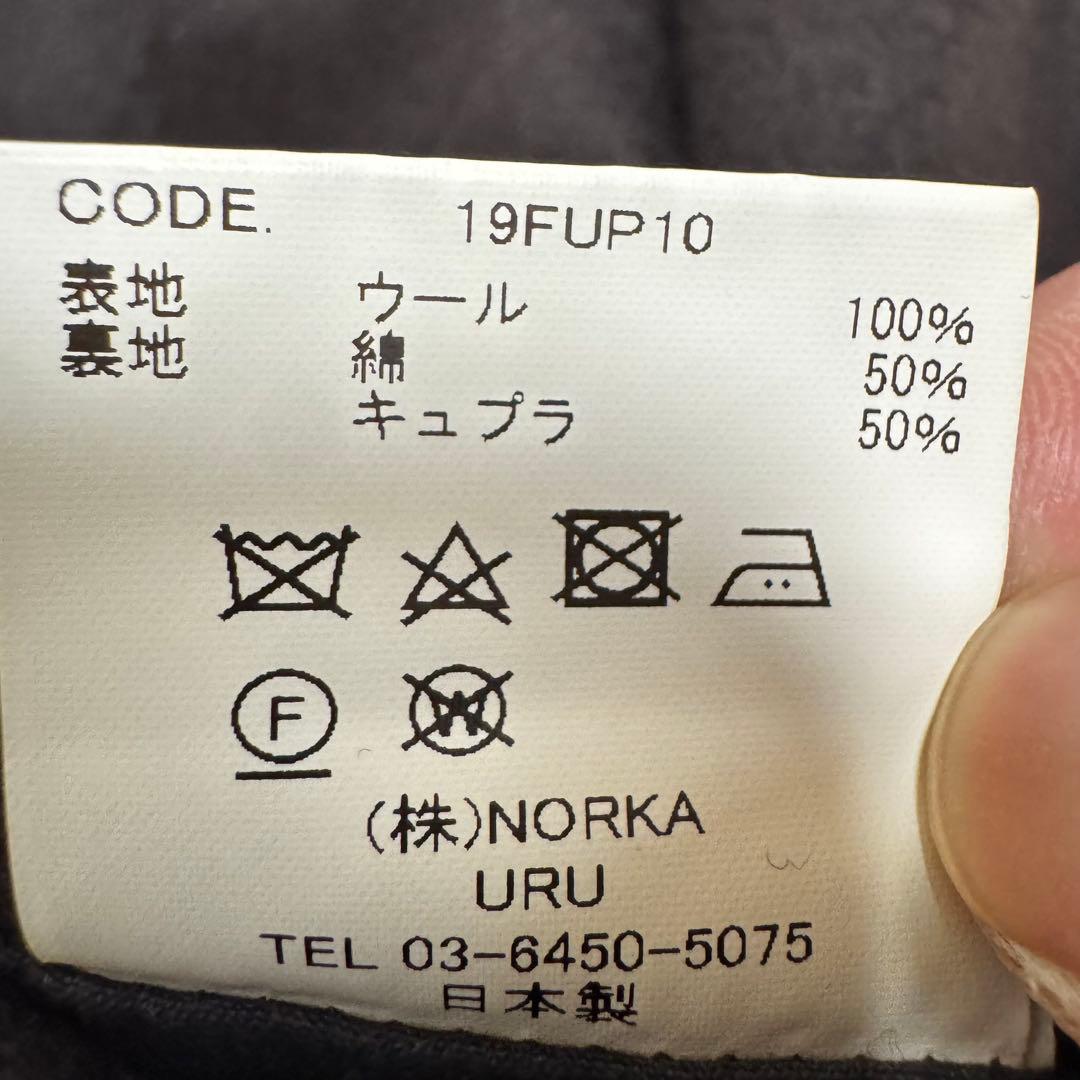 CODE. 19FUP10
表地 ウール 100%
裏地 綿 50%
キュプラ 50%
F
W
(株)NORKA
URU
TEL 03-6450-5075
日本製